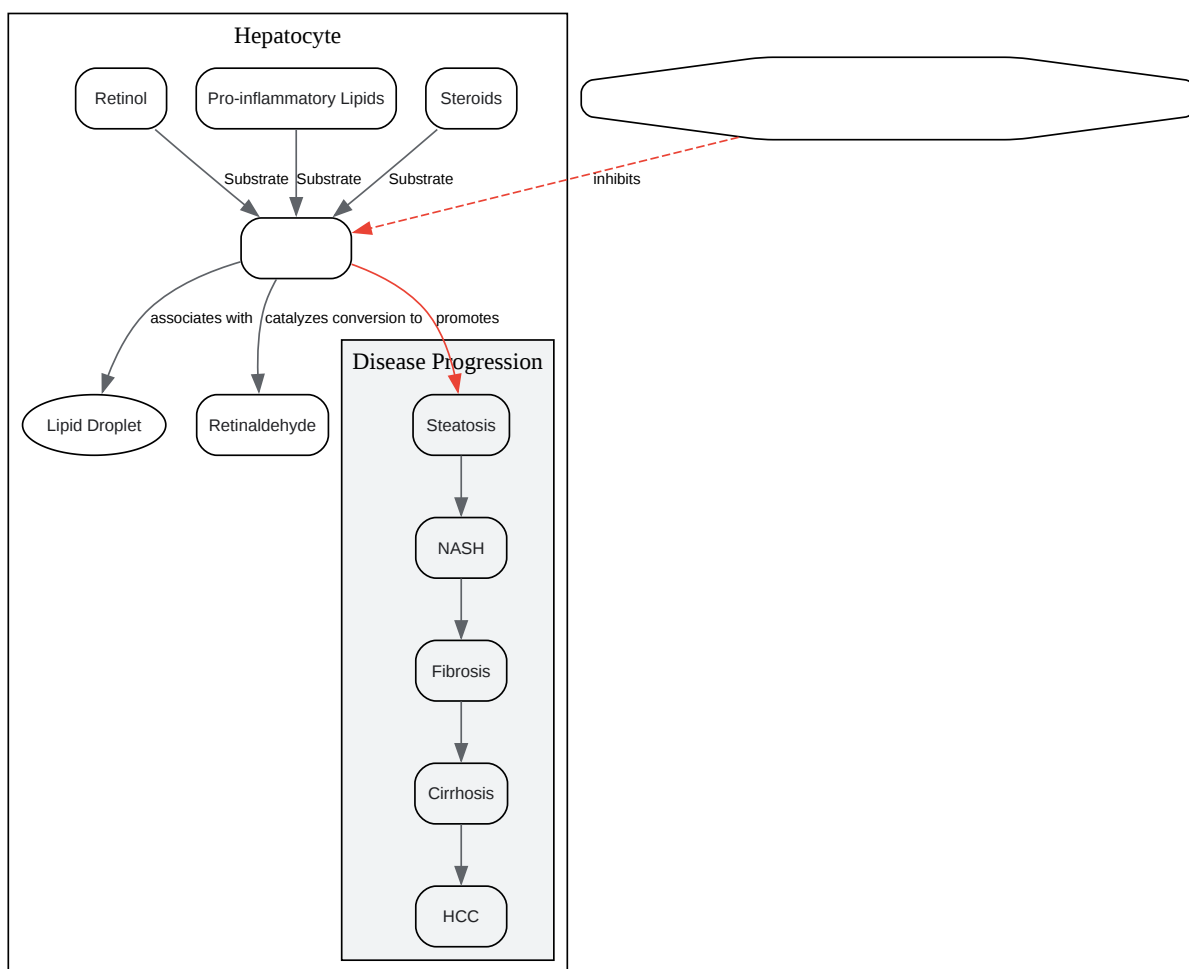 Hepatocyte
Retinol
Pro-inflammatory Lipids
Steroids
Substrate
Substrate
Substrate
inhibits
associates with
catalyzes conversion to
promotes
Disease Progression
Lipid Droplet
Retinaldehyde
Steatosis
NASH
Fibrosis
Cirrhosis
HCC